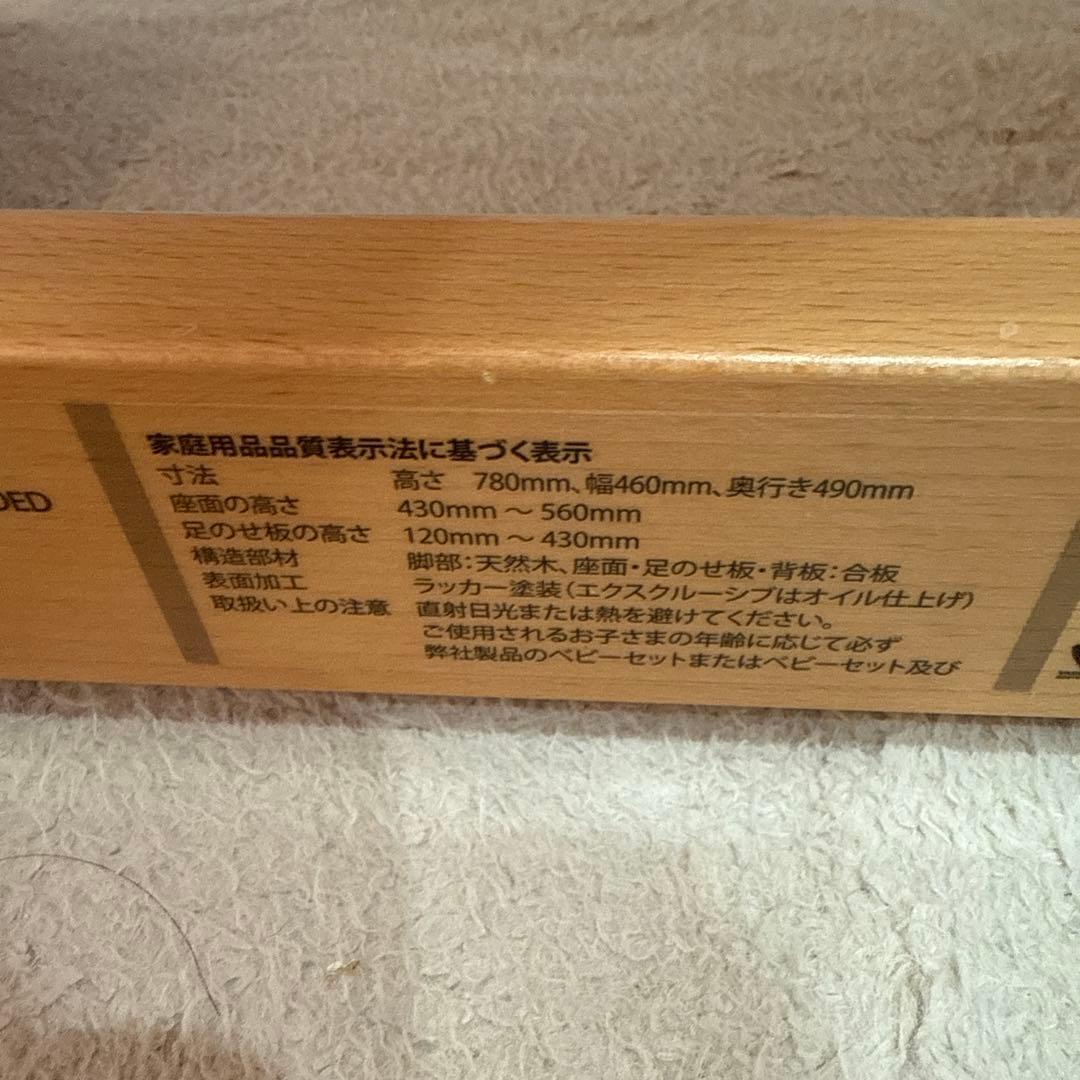 DED
家庭用品品質表示法に基づく表示
寸法 高さ 780mm、幅460mm、奥行き490mm
座面の高さ 430mm ～ 560mm
足のせ板の高さ 120mm ～ 430mm
構造部材 脚部：天然木、座面・足のせ板・背板：合板
表面加工 ラッカー塗装（エクスクルーシブはオイル仕上げ）
取扱い上の注意 直射日光または熱を避けてください。
ご使用されるお子さまの年齢に応じて必ず
弊社製品のベビーセットまたはベビーセット及び